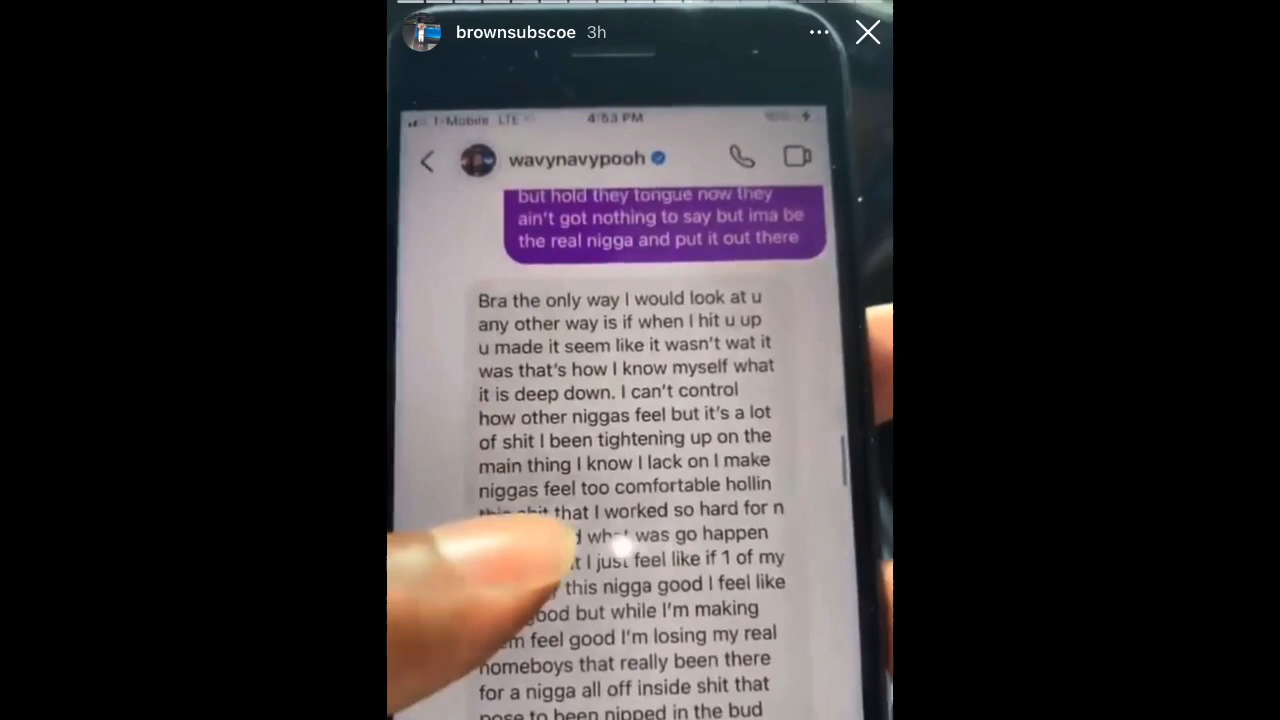 brownsubscoe 3h
T-Mobile LTE 4:53 PM
wavynavypooh
but hold they tongue now they
ain't got nothing to say but ima be
the real nigga and put it out there
Bra the only way I would look at u
any other way is if when I hit u up
u made it seem like it wasn't wat it
was that's how I know myself what
it is deep down. I can't control
how other niggas feel but it's a lot
of shit I been tightening up on the
main thing I know I lack on I make
niggas feel too comfortable hollin
this shit that I worked so hard for n
what was go happen
I just feel like if 1 of my
this nigga good I feel like
good but while I'm making
feel good I'm losing my real
homeboys that really been there
for a nigga all off inside shit that
pose to been nipped in the bud